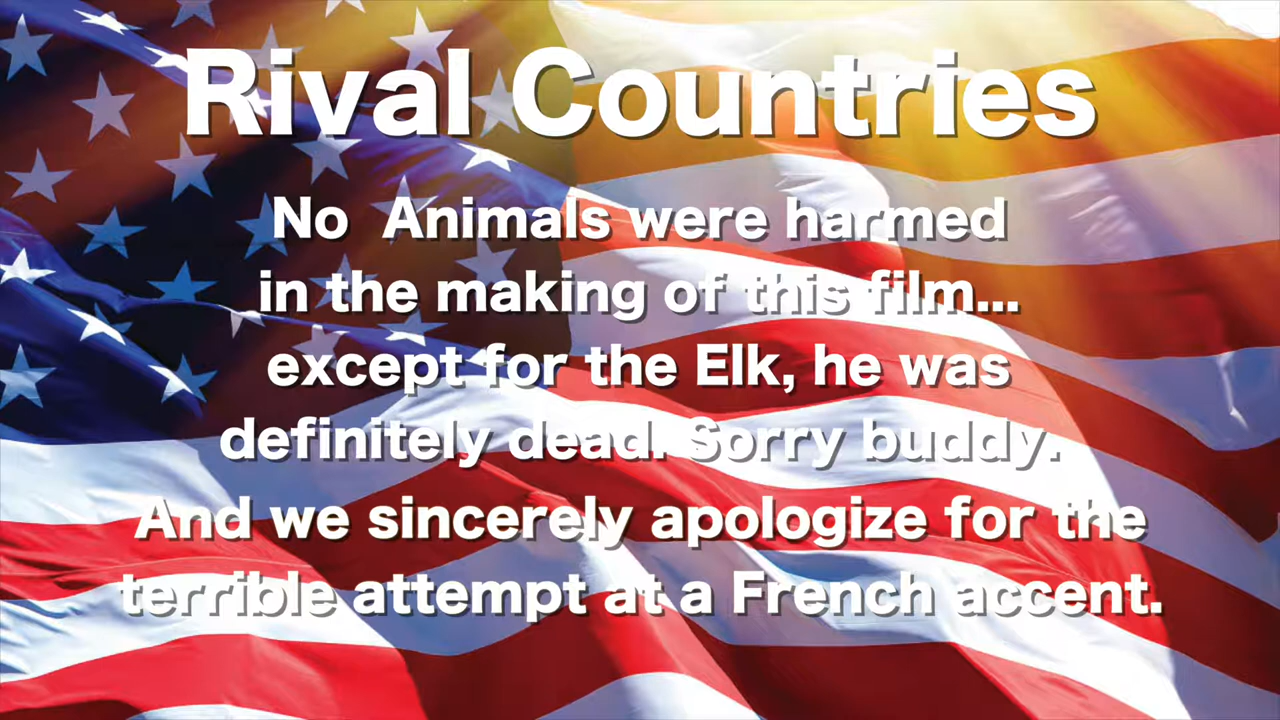 Rival Countries
No  Animals were harmed
in the making of this film...
except for the Elk, he was
definitely dead. Sorry buddy.
And we sincerely apologize for the
terrible attempt at a French accent.